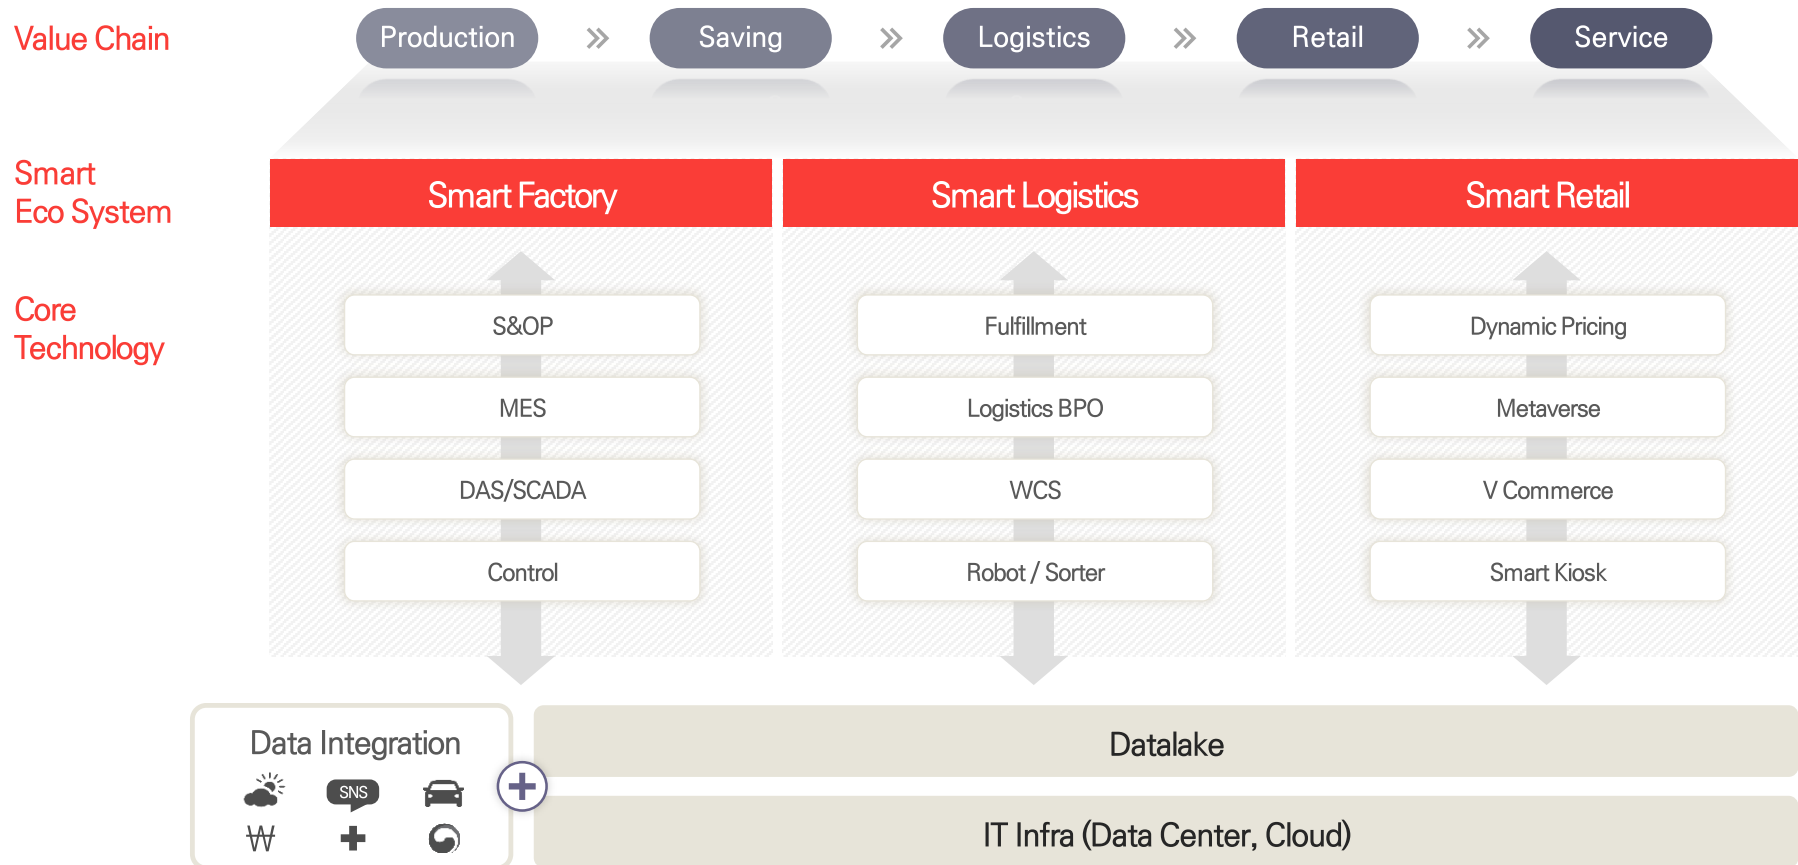 Value Chain
Production
Saving
Logistics
Retail
Service
Smart
Eco System
Smart Factory
Smart Logistics
Smart Retail
Core
Technology
S&OP
MES
DAS/SCADA
Control
Fulfillment
Logistics BPO
WCS
Robot / Sorter
Dynamic Pricing
Metaverse
V Commerce
Smart Kiosk
Data Integration
SNS
₩
Datalake
IT Infra (Data Center, Cloud)